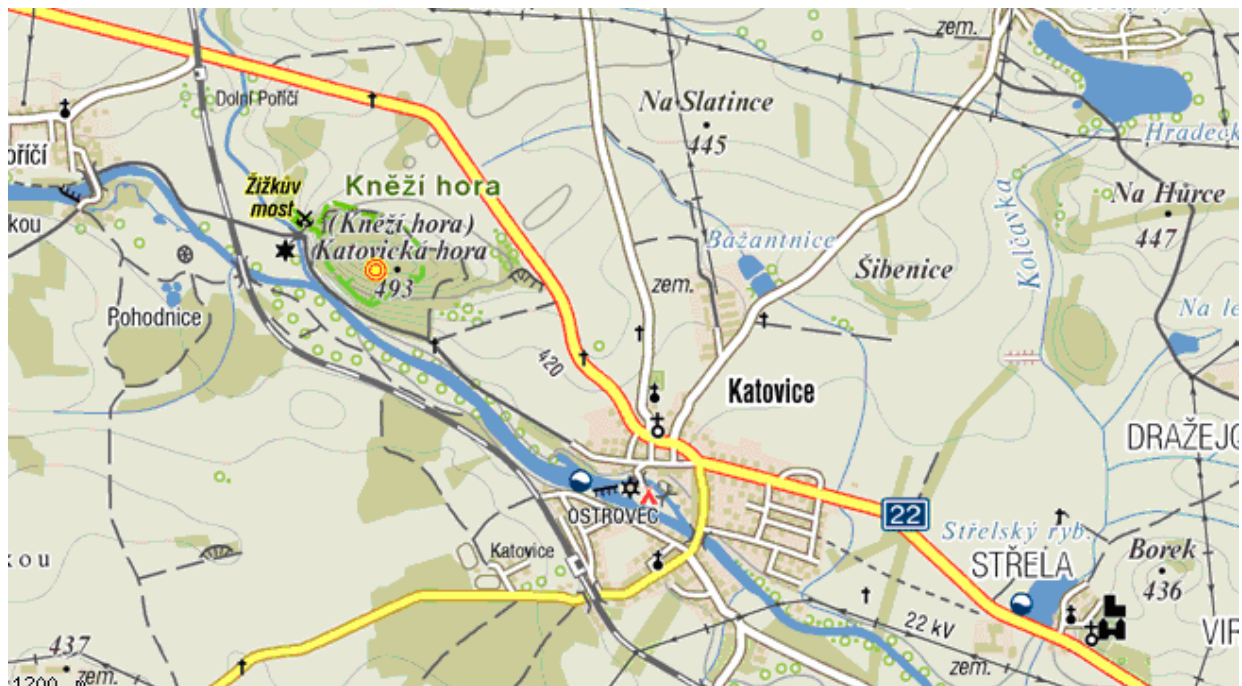 zem.
Dolní Poříčí
Na Slatince
445
Hradeck
oříčí
kou
Žižkův
most
Kněží hora
(Kněží hora)
Katovická hora
493
Kolčavka
Na Hůrce
447
Bažantnice
Šibenice
zem.
Pohodnice
Na le
420
Katovice
DRAŽEJO
22
OSTROVEC
Katovice
Střelský ryb.
STŘELA
Borek
436
kou
22 kV
VIR
437
zem.
zem.
1200 m